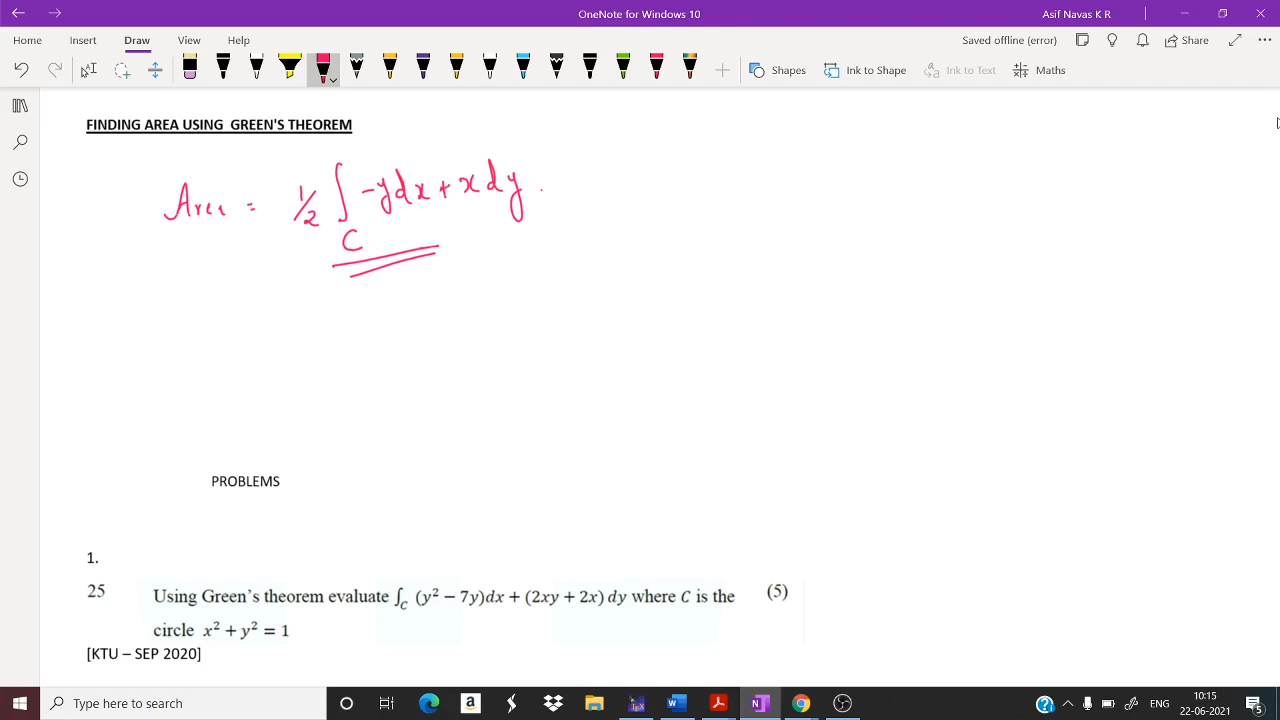 OneNote for Windows 10
Asif Navas K R
Home Insert Draw View Help
Saved offline (error)
Share
Shapes
Ink to Shape
Ink to Text
Maths
FINDING AREA USING GREEN'S THEOREM
Area = 1/2 ∫_C -ydx + xdy .
PROBLEMS
1.
25 Using Green's theorem evaluate ∫_C (y² − 7y)dx + (2xy + 2x) dy where C is the (5)
circle x² + y² = 1
[KTU – SEP 2020]
Type here to search
10:15
22-06-2021
5